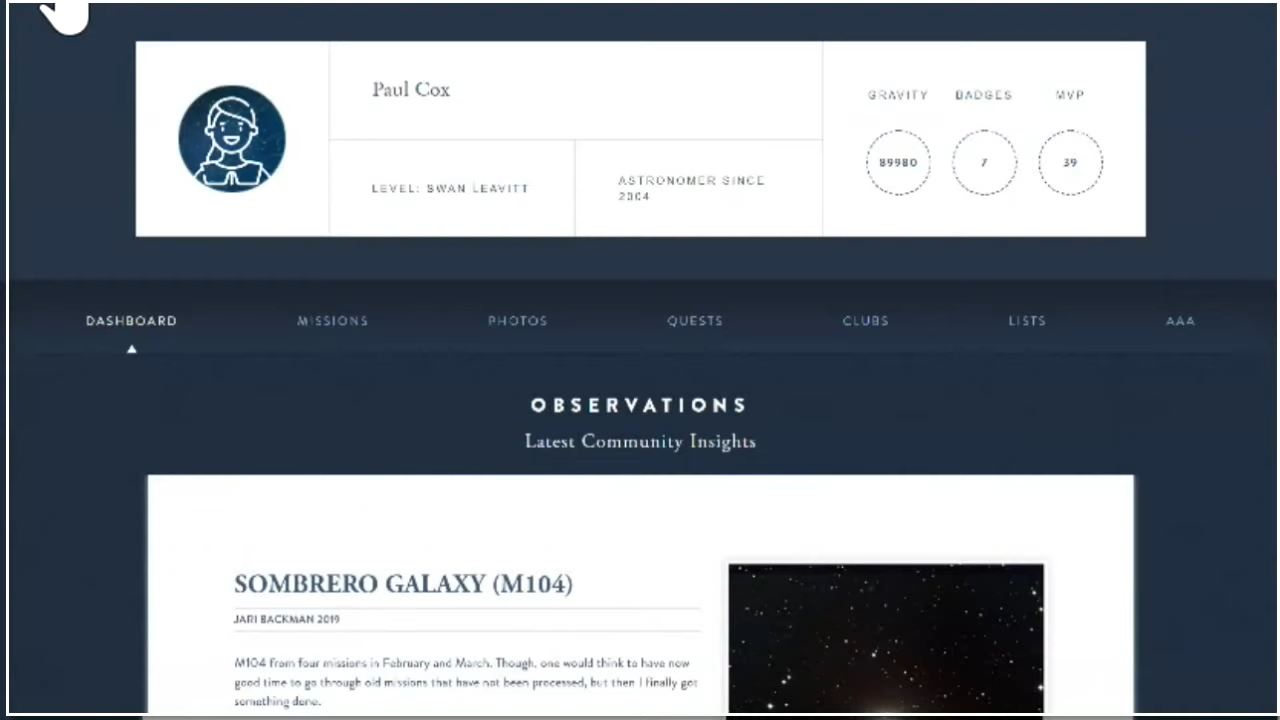 Paul Cox
LEVEL: SWAN LEAVITT
ASTRONOMER SINCE
2004
GRAVITY BADGES MVP
89980 7 39
DASHBOARD MISSIONS PHOTOS QUESTS CLUBS LISTS AAA
OBSERVATIONS
Latest Community Insights
SOMBRERO GALAXY (M104)
JARI BACKMAN 2019
M104 from four missions in February and March. Though, one would think to have now
good time to go through old missions that have not been processed, but then I finally got
something done.